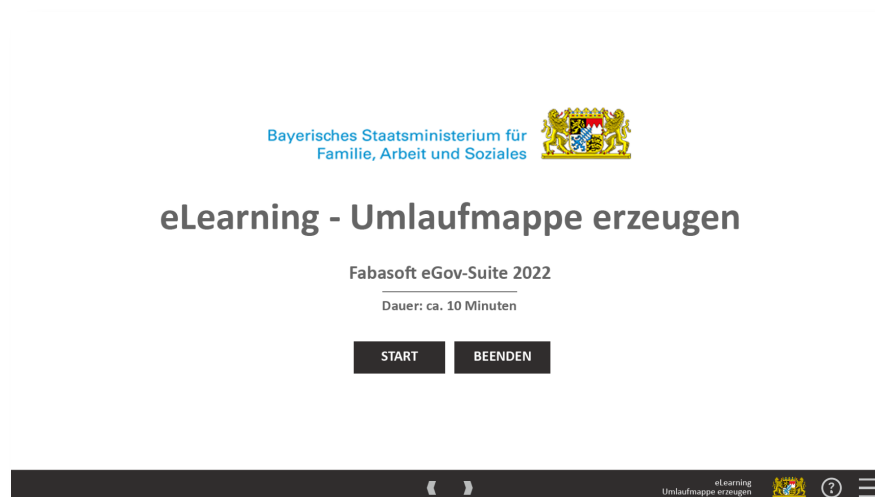 Bayerisches Staatsministerium für
Familie, Arbeit und Soziales
eLearning - Umlaufmappe erzeugen
Fabasoft eGov-Suite 2022
Dauer: ca. 10 Minuten
START
BEENDEN
eLearning
Umlaufmappe erzeugen
?